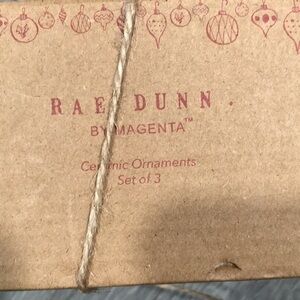 RAE DUNN.
BY MAGENTA™
Ceramic Ornaments
Set of 3